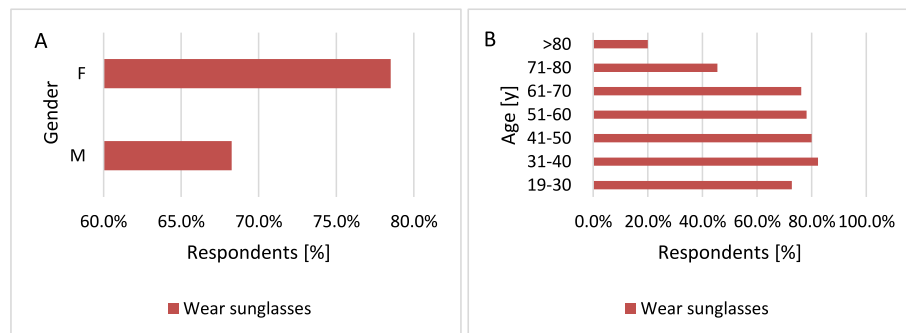 A
Gender
F
M
60.0% 65.0% 70.0% 75.0% 80.0%
Respondents [%]
Wear sunglasses
B
Age [y]
>80
71-80
61-70
51-60
41-50
31-40
19-30
0.0% 20.0% 40.0% 60.0% 80.0% 100.0%
Respondents [%]
Wear sunglasses